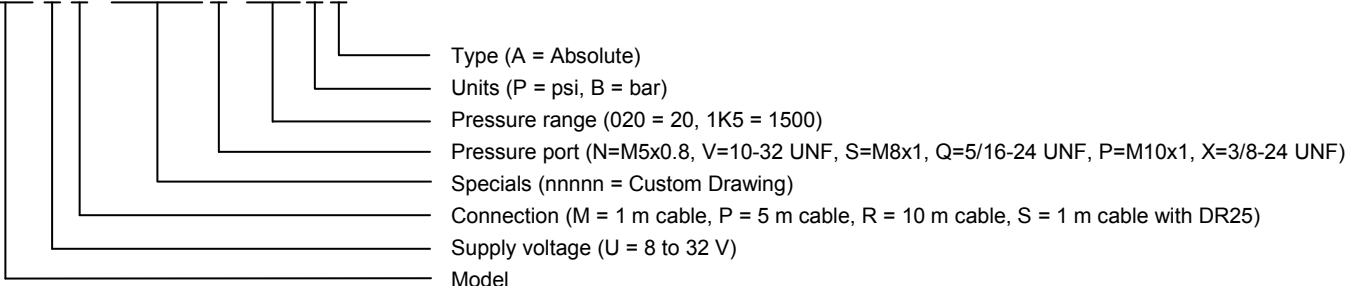 Type (A = Absolute)
Units (P = psi, B = bar)
Pressure range (020 = 20, 1K5 = 1500)
Pressure port (N=M5x0.8, V=10-32 UNF, S=M8x1, Q=5/16-24 UNF, P=M10x1, X=3/8-24 UNF)
Specials (nnnnn = Custom Drawing)
Connection (M = 1 m cable, P = 5 m cable, R = 10 m cable, S = 1 m cable with DR25)
Supply voltage (U = 8 to 32 V)
Model